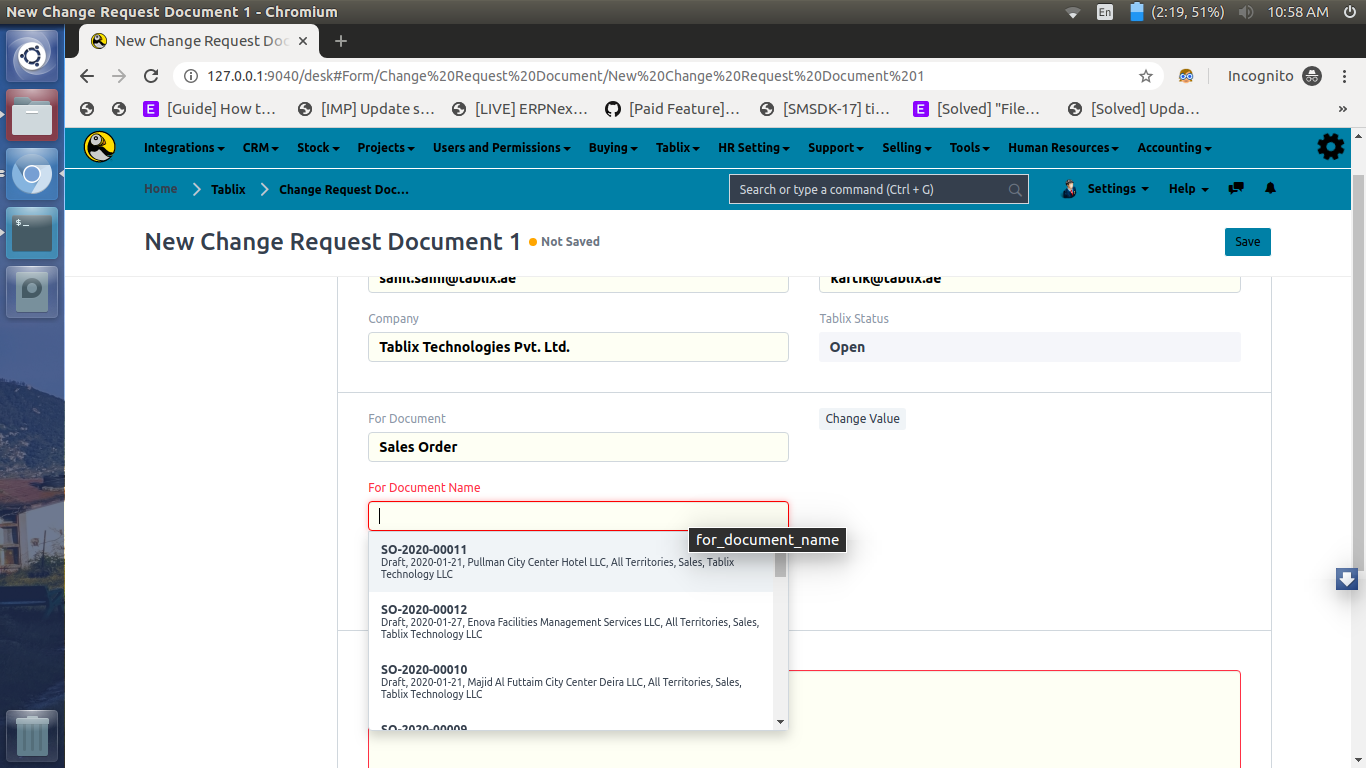 New Change Request Document 1 - Chromium
En (2:19, 51%) 10:58 AM
New Change Request Doc
127.0.0.1:9040/desk#Form/Change%20Request%20Document/New%20Change%20Request%20Document%201
Incognito
[Guide] How t… [IMP] Update s… [LIVE] ERPNex… [Paid Feature]… [SMSDK-17] ti… [Solved] "File… [Solved] Upda… »
Integrations CRM Stock Projects Users and Permissions Buying Tablix HR Setting Support Selling Tools Human Resources Accounting
Home Tablix Change Request Doc...
Search or type a command (Ctrl + G)
Settings Help
New Change Request Document 1 Not Saved
Save
sahil.saini@tablix.ae kartik@tablix.ae
Company Tablix Status
Tablix Technologies Pvt. Ltd. Open
For Document Change Value
Sales Order
For Document Name
for_document_name
SO-2020-00011
Draft, 2020-01-21, Pullman City Center Hotel LLC, All Territories, Sales, Tablix
Technology LLC
SO-2020-00012
Draft, 2020-01-27, Enova Facilities Management Services LLC, All Territories, Sales,
Tablix Technology LLC
SO-2020-00010
Draft, 2020-01-21, Majid Al Futtaim City Center Deira LLC, All Territories, Sales,
Tablix Technology LLC
SO-2020-00009